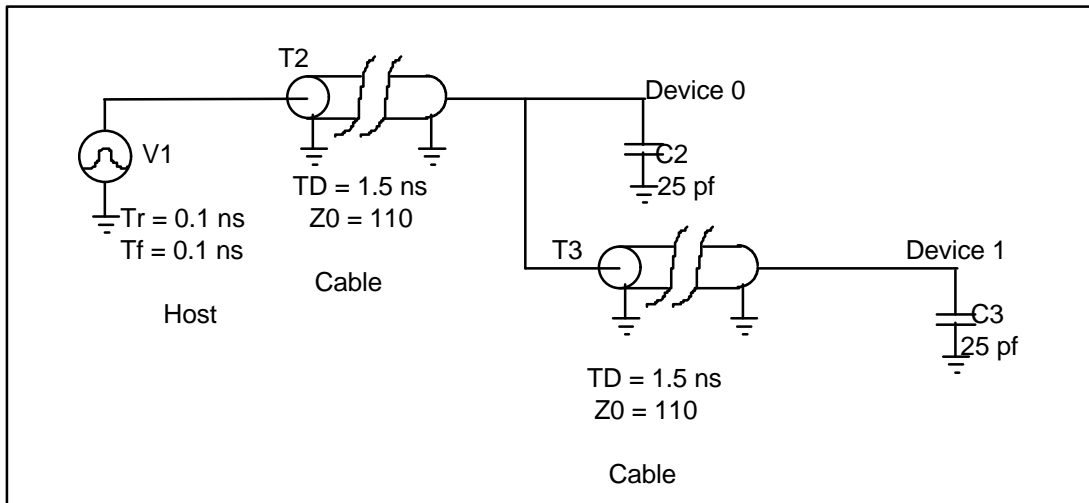 T2
Device 0
V1
C2
25 pf
TD = 1.5 ns
Z0 = 110
Tr = 0.1 ns
Tf = 0.1 ns
T3
Device 1
Cable
Host
C3
25 pf
TD = 1.5 ns
Z0 = 110
Cable